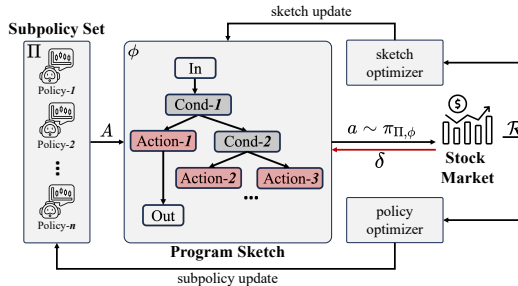 sketch update
Subpolicy Set
Π
Policy-1
Policy-2
Policy-n
A
ϕ
In
Cond-1
Action-1
Cond-2
Action-2
Action-3
...
Out
Program Sketch
sketch
optimizer
a ∼ π_{Π,ϕ}
δ
$
Stock
Market
R
policy
optimizer
subpolicy update